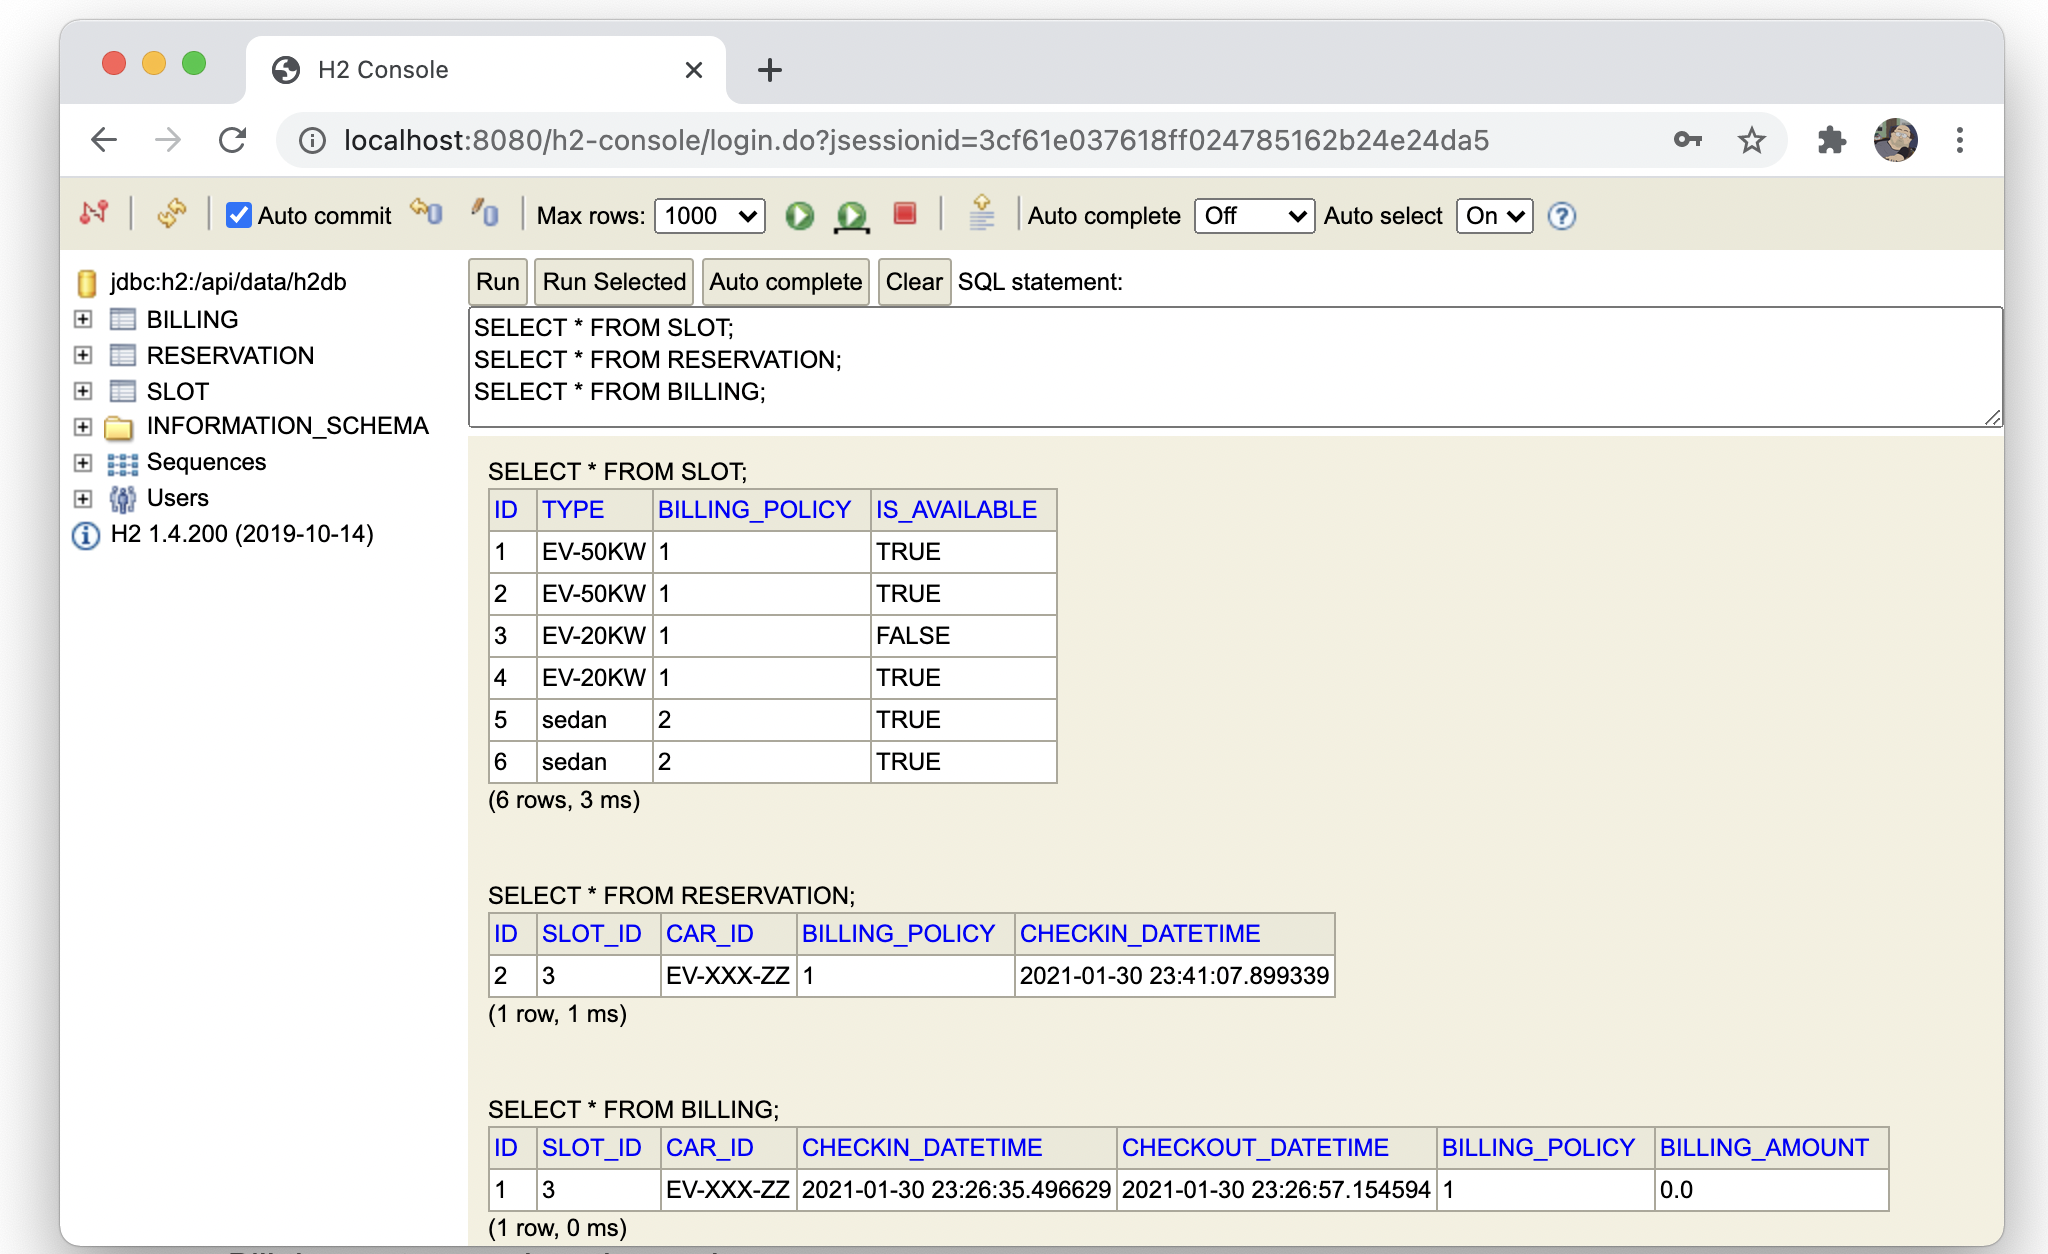 H2 Console
localhost:8080/h2-console/login.do?jsessionid=3cf61e037618ff024785162b24e24da5
Auto commit Max rows: 1000 Auto complete Off Auto select On
jdbc:h2:/api/data/h2db
BILLING
RESERVATION
SLOT
INFORMATION_SCHEMA
Sequences
Users
H2 1.4.200 (2019-10-14)
Run Run Selected Auto complete Clear SQL statement:
SELECT * FROM SLOT;
SELECT * FROM RESERVATION;
SELECT * FROM BILLING;
SELECT * FROM SLOT;
ID TYPE BILLING_POLICY IS_AVAILABLE
1 EV-50KW 1 TRUE
2 EV-50KW 1 TRUE
3 EV-20KW 1 FALSE
4 EV-20KW 1 TRUE
5 sedan 2 TRUE
6 sedan 2 TRUE
(6 rows, 3 ms)
SELECT * FROM RESERVATION;
ID SLOT_ID CAR_ID BILLING_POLICY CHECKIN_DATETIME
2 3 EV-XXX-ZZ 1 2021-01-30 23:41:07.899339
(1 row, 1 ms)
SELECT * FROM BILLING;
ID SLOT_ID CAR_ID CHECKIN_DATETIME CHECKOUT_DATETIME BILLING_POLICY BILLING_AMOUNT
1 3 EV-XXX-ZZ 2021-01-30 23:26:35.496629 2021-01-30 23:26:57.154594 1 0.0
(1 row, 0 ms)